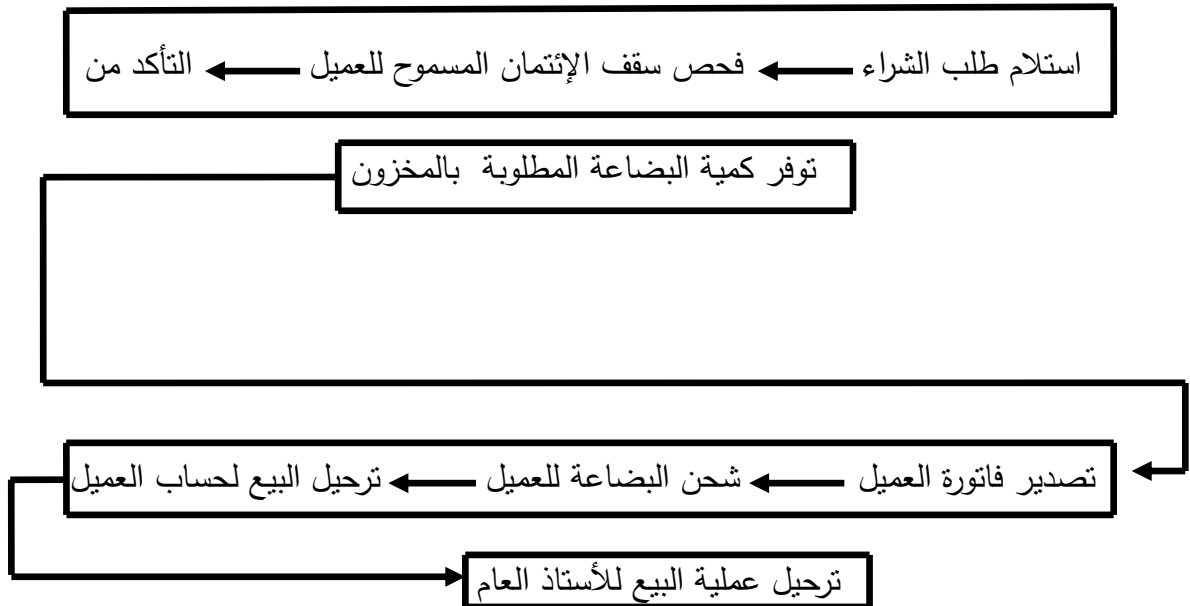 استلام طلب الشراء فحص سقف الإئتمان المسموح للعميل التأكد من
توفر كمية البضاعة المطلوبة بالمخزون
تصدير فاتورة العميل شحن البضاعة للعميل ترحيل البيع لحساب العميل
ترحيل عملية البيع للأستاذ العام